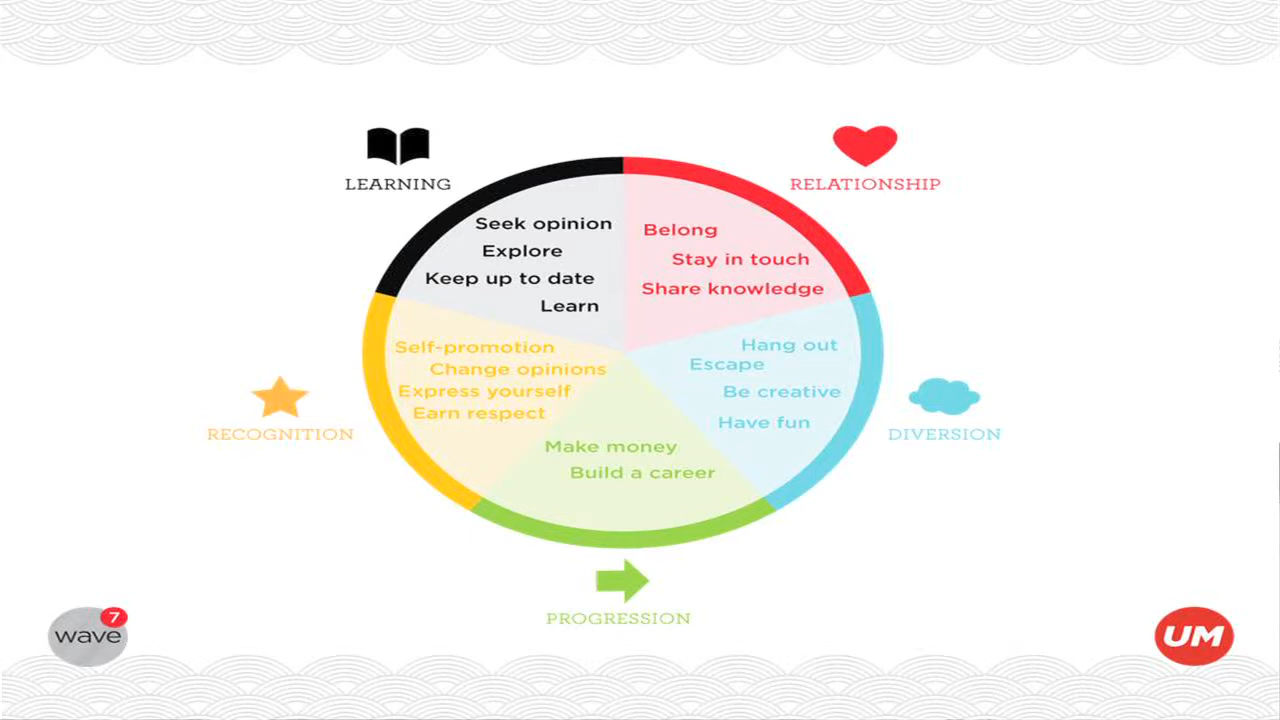 LEARNING
RELATIONSHIP
Seek opinion
Explore
Keep up to date
Learn
Belong
Stay in touch
Share knowledge
Self-promotion
Change opinions
Express yourself
Earn respect
Hang out
Escape
Be creative
Have fun
RECOGNITION
DIVERSION
Make money
Build a career
PROGRESSION
7
wave
UM